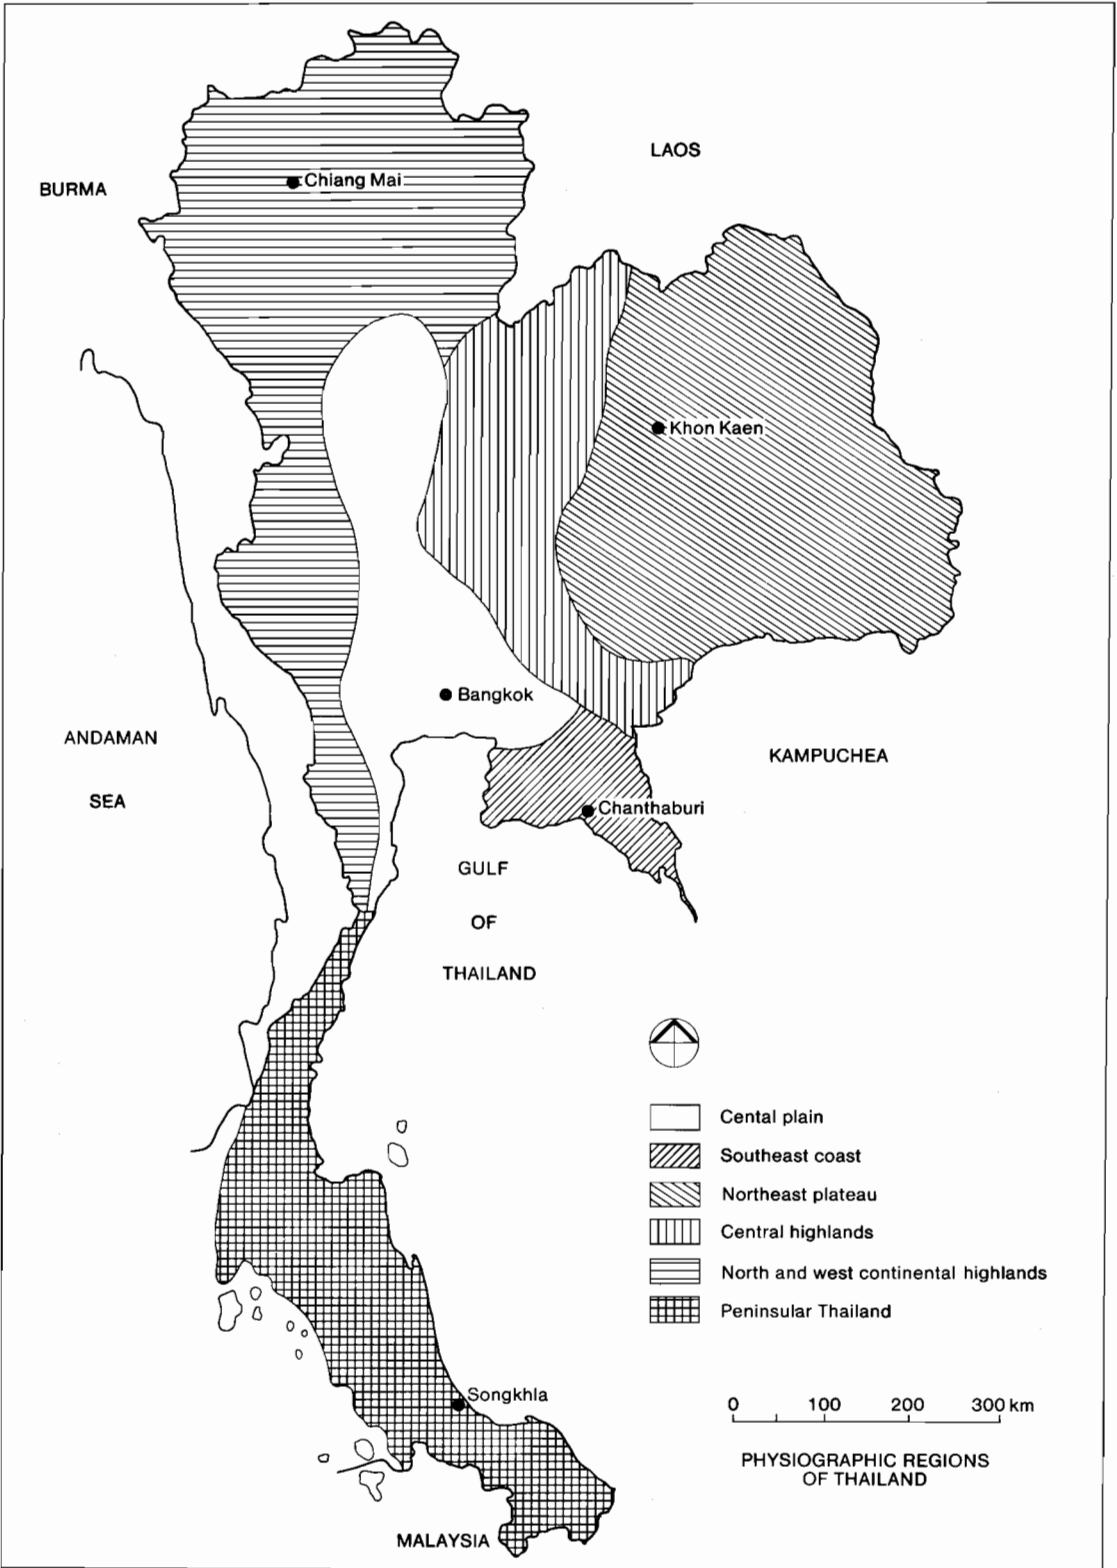 LAOS
BURMA
Chiang Mai
Khon Kaen
Bangkok
ANDAMAN
SEA
KAMPUCHEA
Chanthaburi
GULF
OF
THAILAND
Cental plain
Southeast coast
Northeast plateau
Central highlands
North and west continental highlands
Peninsular Thailand
Songkhla
0 100 200 300 km
PHYSIOGRAPHIC REGIONS
OF THAILAND
MALAYSIA